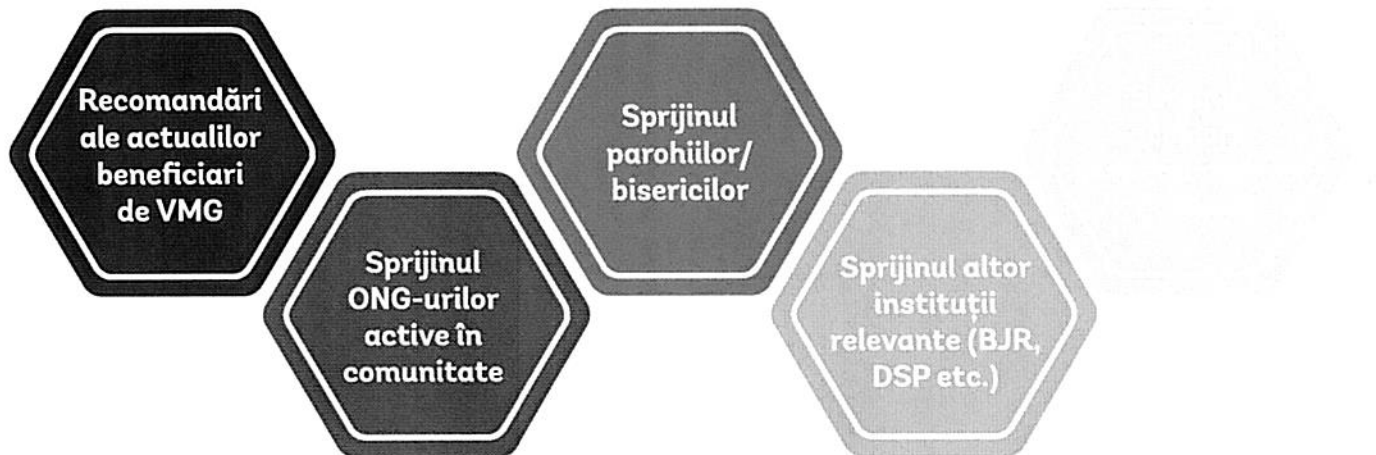 Recomandări
ale actualilor
beneficiari
de VMG
Sprijinul
ONG-urilor
active în
comunitate
Sprijinul
parohiilor/
bisericilor
Sprijinul altor
instituții
relevante (BJR,
DSP etc.)